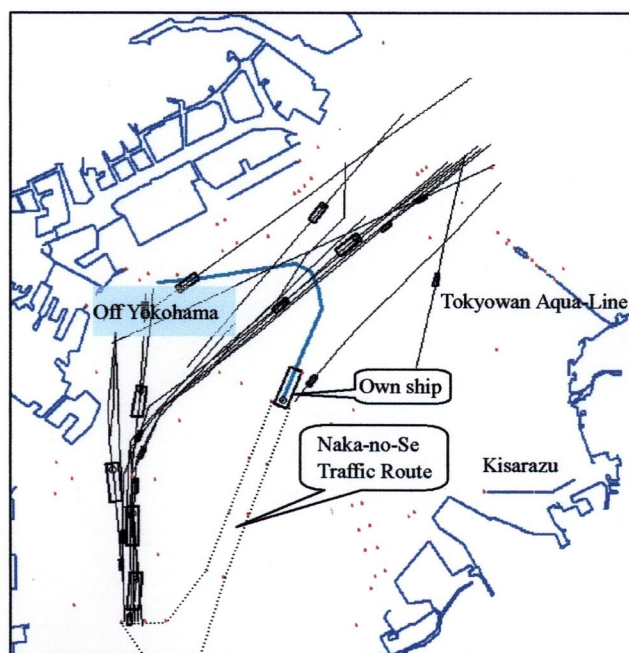 Off Yokohama
Tokyowan Aqua-Line
Own ship
Naka-no-Se
Traffic Route
Kisarazu